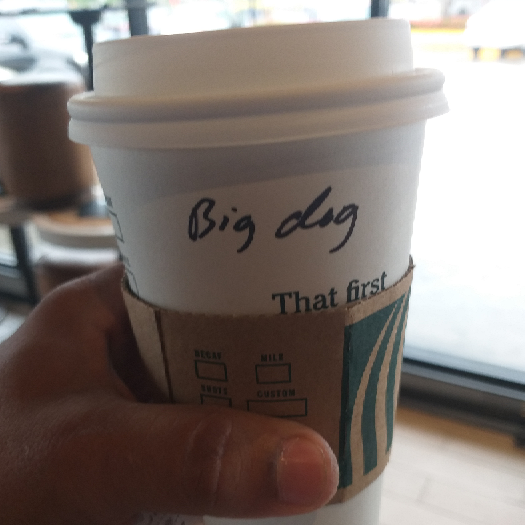 Big dog
That first
DECAF MILK
SHOTS CUSTOM